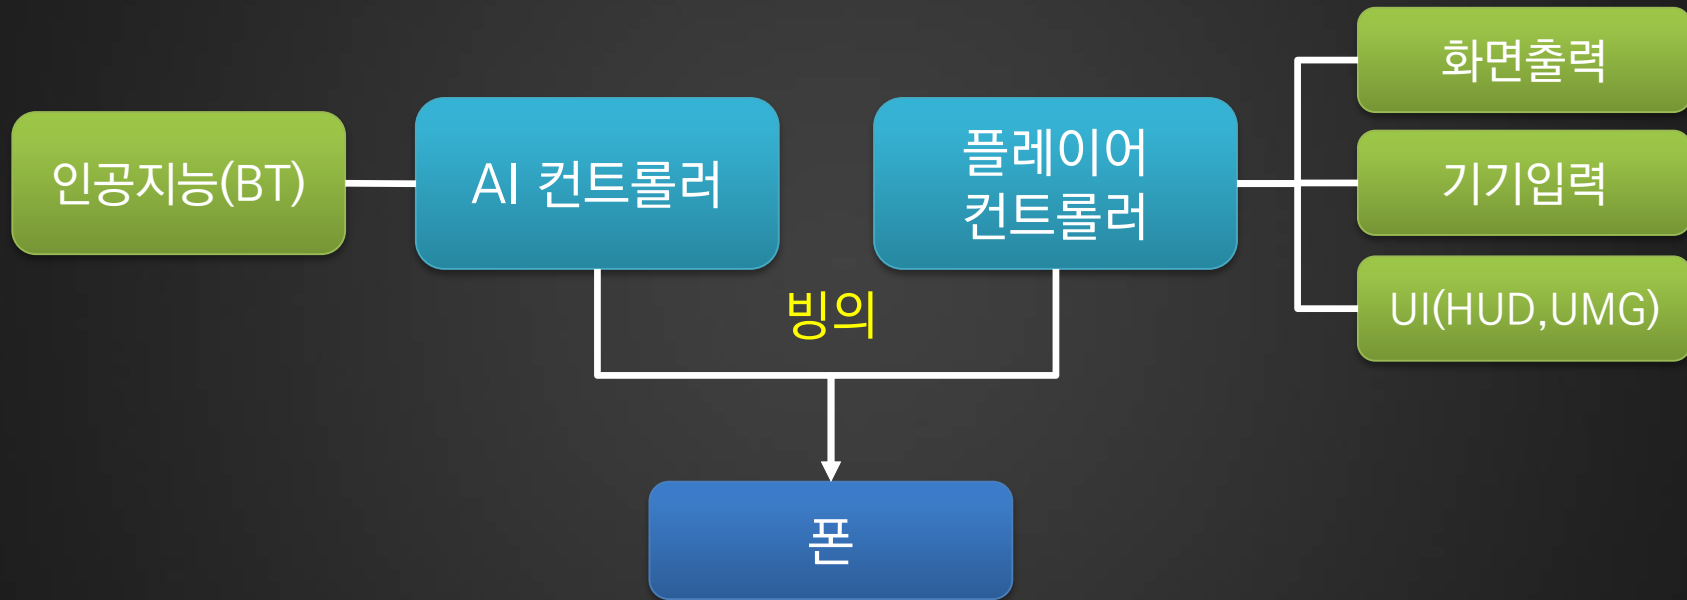 인공지능(BT)
AI 컨트롤러
플레이어
컨트롤러
화면출력
기기입력
UI(HUD,UMG)
빙의
폰